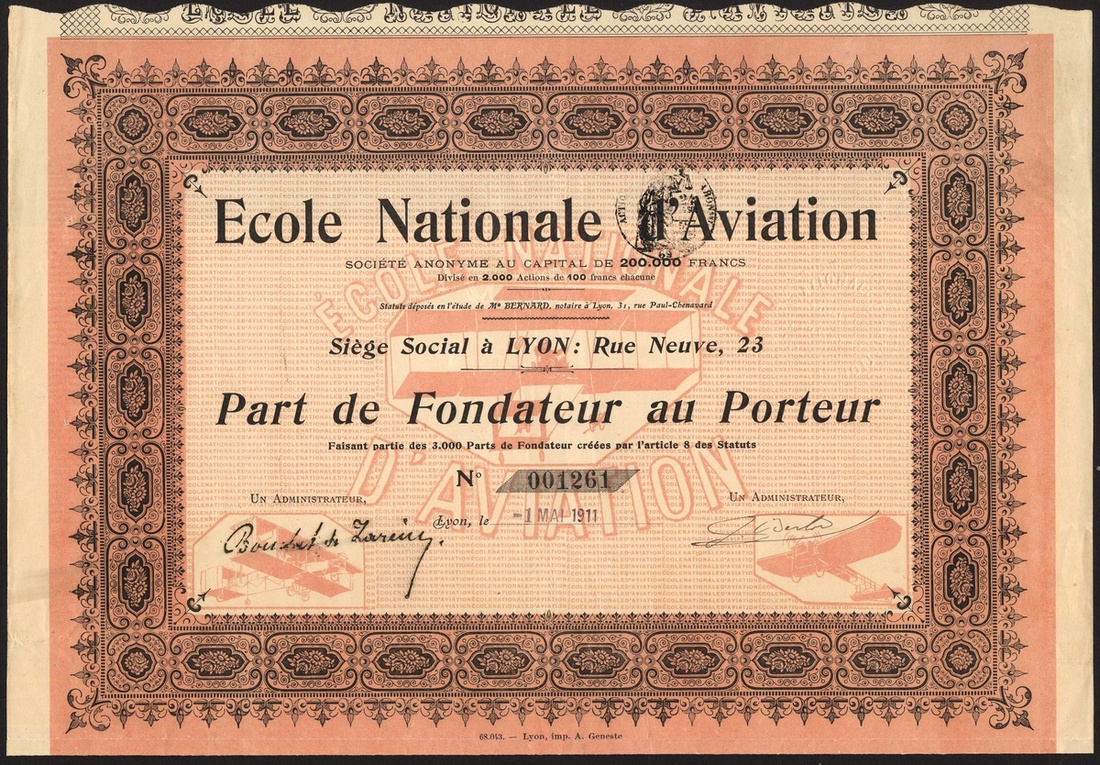 Ecole Nationale d'Aviation
SOCIÉTÉ ANONYME AU CAPITAL DE 200.000 FRANCS
Divisé en 2.000 Actions de 100 francs chacune
Statuts déposés en l'étude de Me BERNARD, notaire à Lyon, 31, rue Paul-Chenavard
ÉCOLE NATIONALE
Siège Social à LYON: Rue Neuve, 23
Part de Fondateur au Porteur
Faisant partie des 3.000 Parts de Fondateur créées par l'article 8 des Statuts
D'AVIATION
No 001261
UN ADMINISTRATEUR,
UN ADMINISTRATEUR,
Lyon, le -1 MAI 1911
68.043. — Lyon, imp. A. Geneste